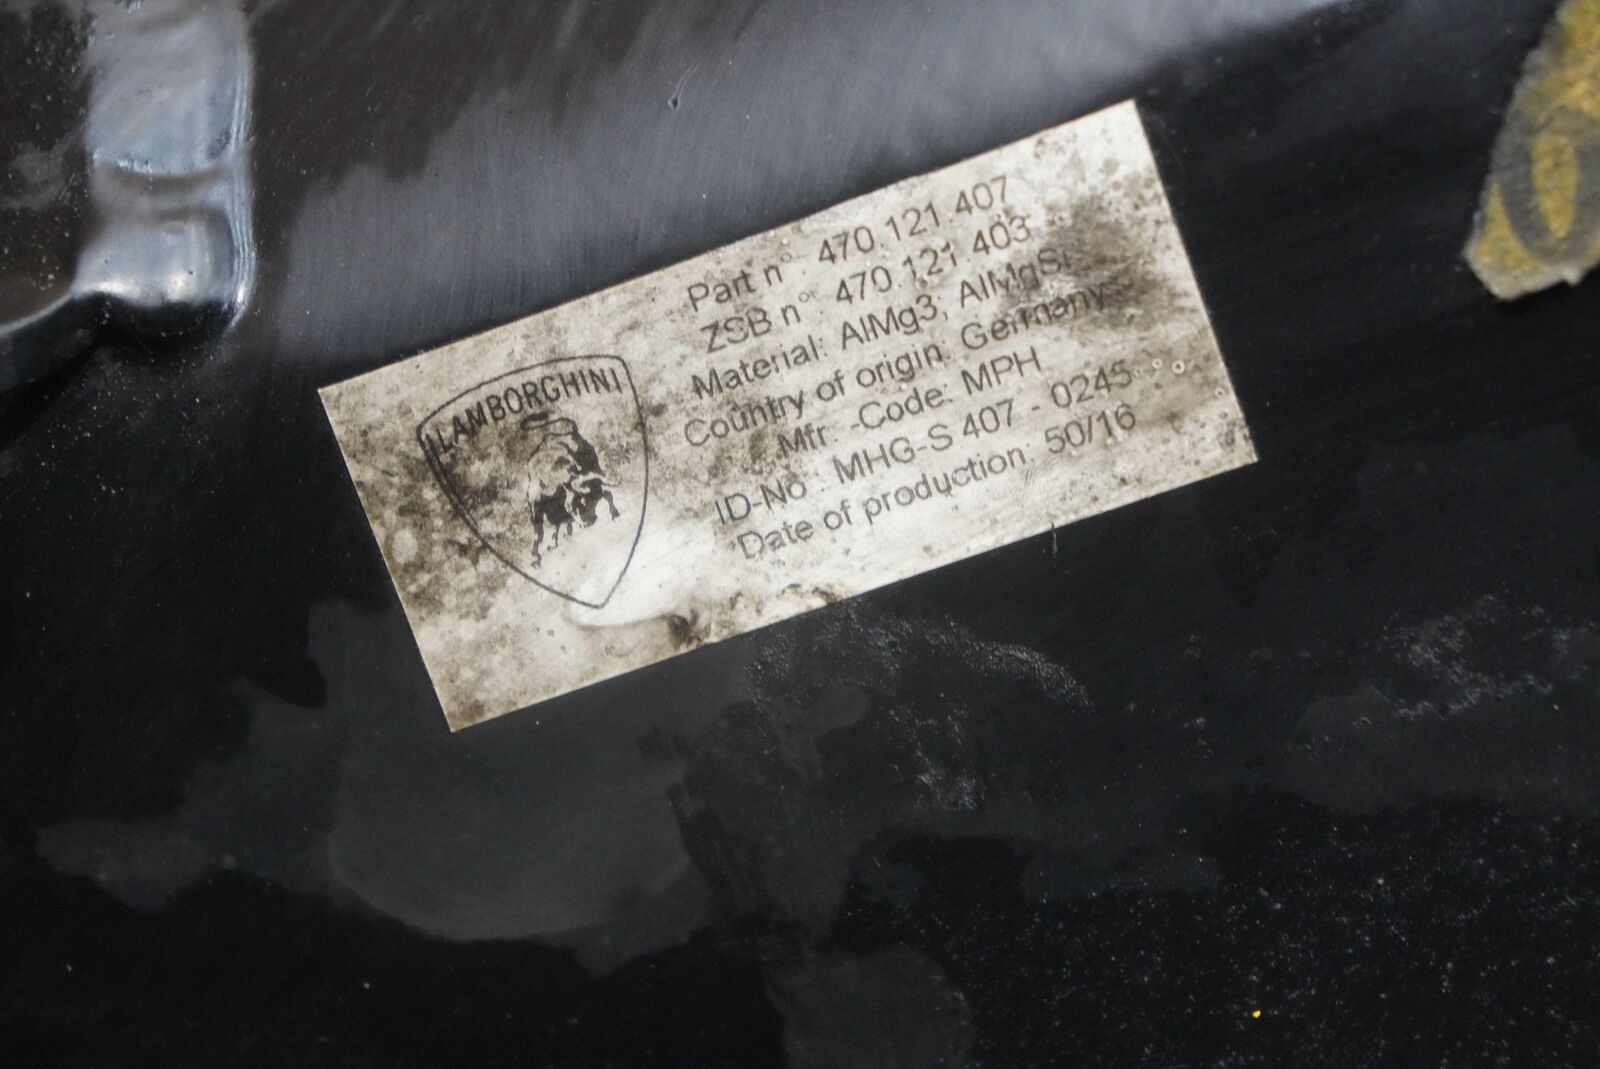 LAMBORGHINI
Part n° 470.121.407
ZSB n° 470.121.403
Material: AlMg3, AlMgSi
Country of origin: Germany
Mfr. -Code: MPH
ID-No : MHG-S 407 - 0245
Date of production: 50/16